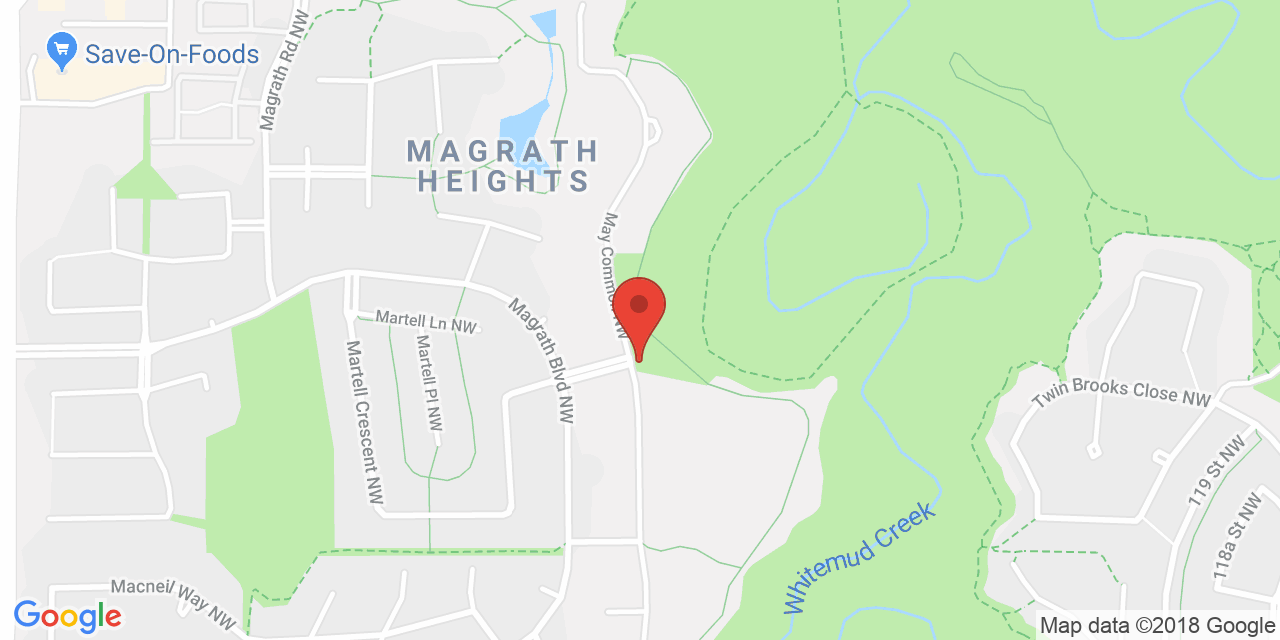 Save-On-Foods
Magrath Rd NW
MAGRATH
HEIGHTS
May Common NW
Martell Ln NW
Magrath Blvd NW
Martell Pl NW
Martell Crescent NW
Twin Brooks Close NW
119 St NW
118a St NW
Whitemud Creek
Macneil Way NW
Google
Map data ©2018 Google